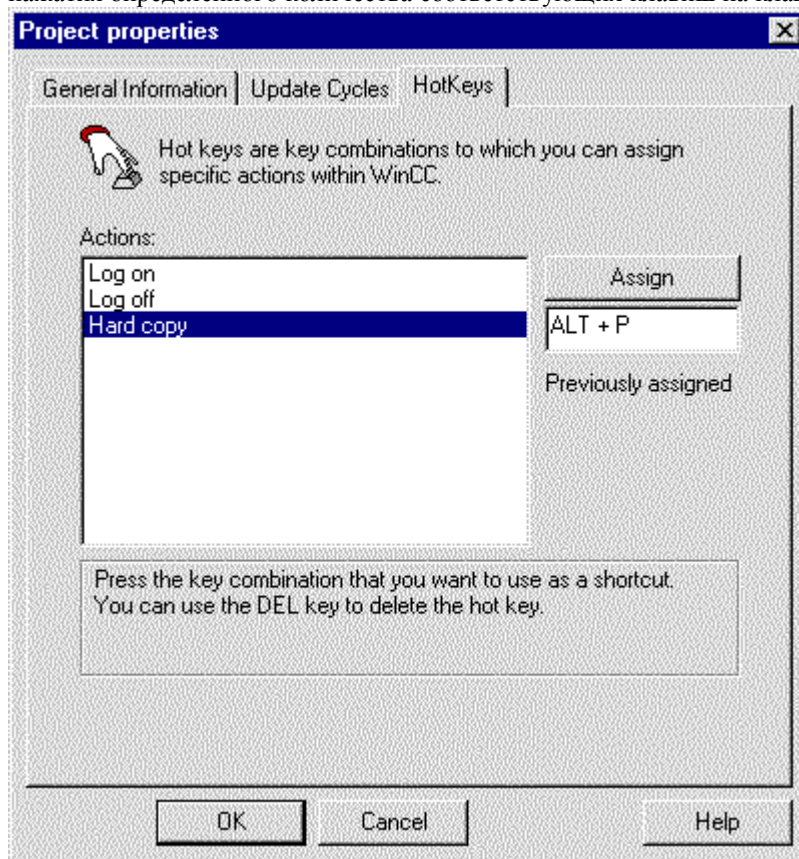 Project properties
General Information
Update Cycles
HotKeys
Hot keys are key combinations to which you can assign
specific actions within WinCC.
Actions:
Log on
Log off
Hard copy
Assign
ALT + P
Previously assigned
Press the key combination that you want to use as a shortcut.
You can use the DEL key to delete the hot key.
OK
Cancel
Help